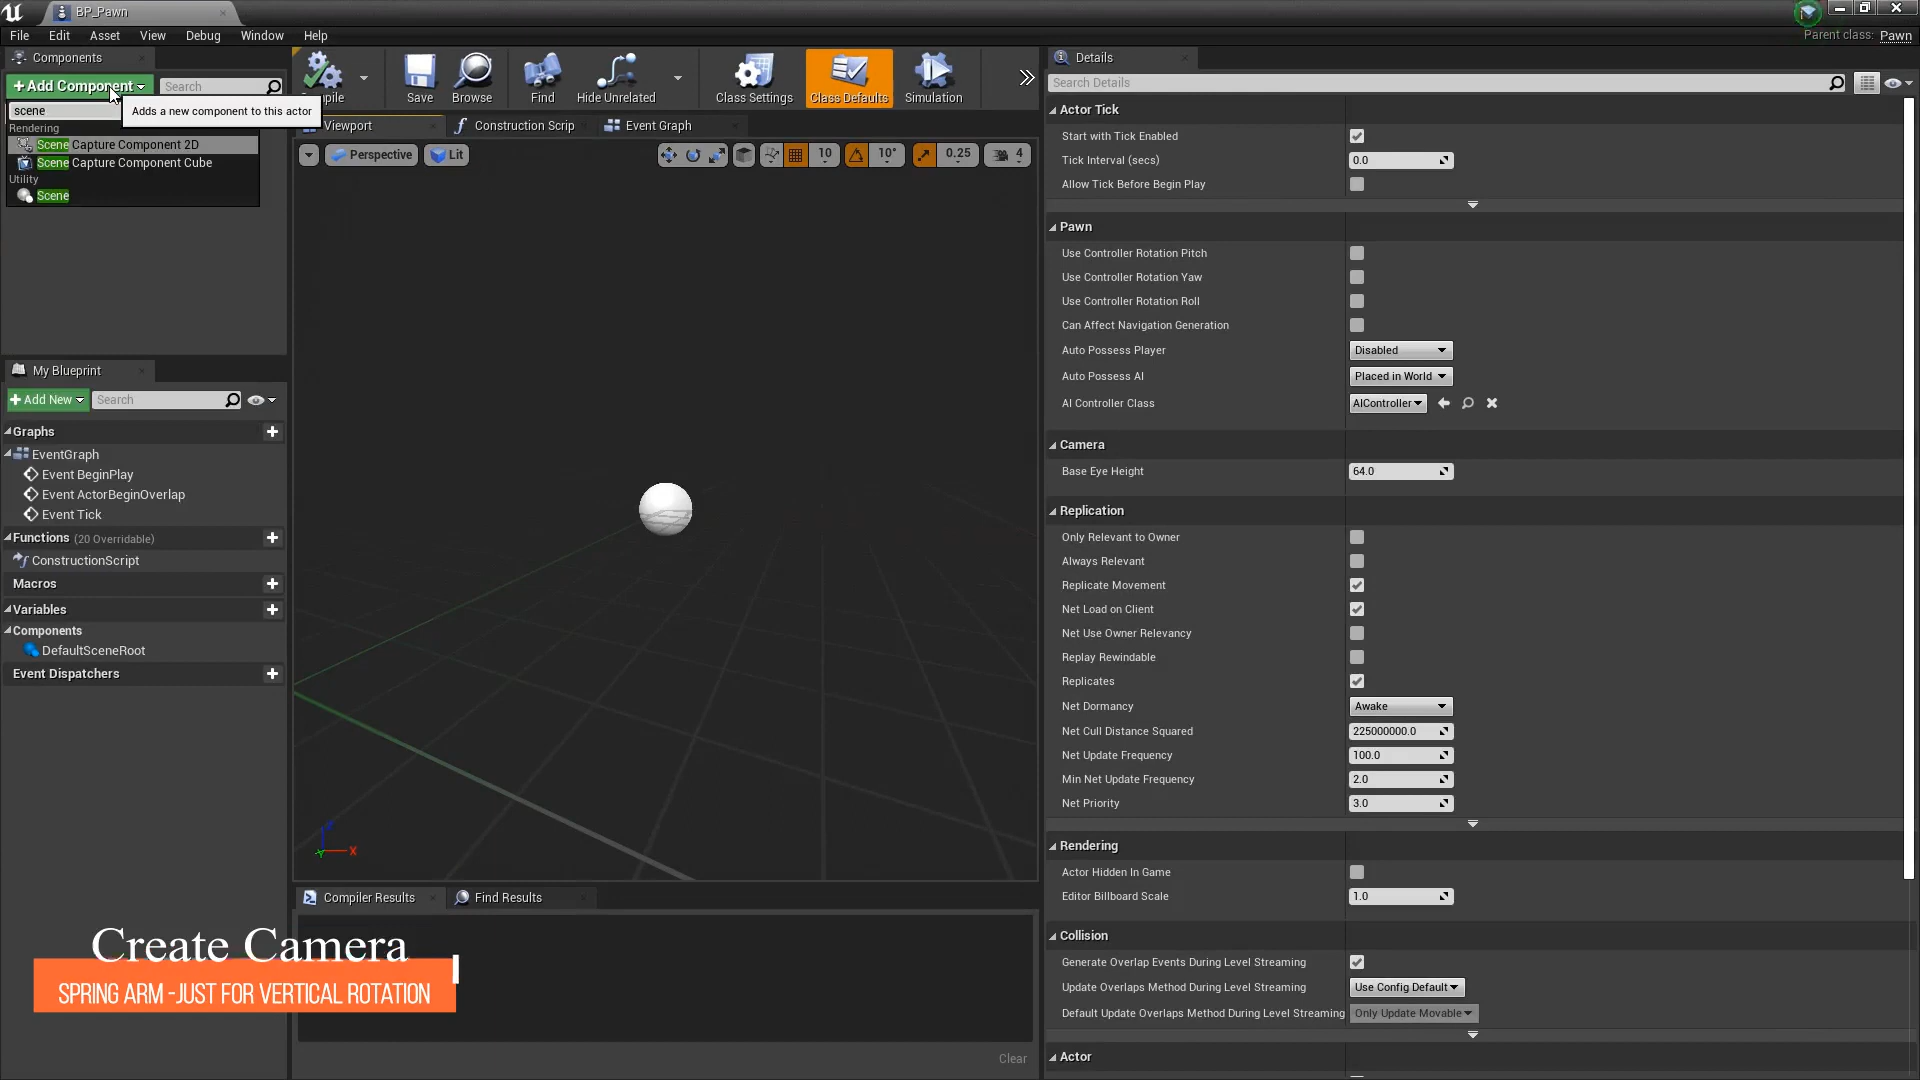 BP_Pawn
File Edit Asset View Debug Window Help
Parent class: Pawn
Components
+ Add Component
Search
scene
Adds a new component to this actor
Rendering
Scene Capture Component 2D
Scene Capture Component Cube
Utility
Scene
My Blueprint
+ Add New
Search
Graphs
EventGraph
Event BeginPlay
Event ActorBeginOverlap
Event Tick
Functions (20 Overridable)
ConstructionScript
Macros
Variables
Components
DefaultSceneRoot
Event Dispatchers
Save Browse Find Hide Unrelated Class Settings Class Defaults Simulation
Viewport Construction Scrip Event Graph
Perspective Lit 10 10° 0.25 4
Z
X
Y
Compiler Results Find Results
Clear
Create Camera
SPRING ARM -JUST FOR VERTICAL ROTATION
Details
Search Details
Actor Tick
Start with Tick Enabled
Tick Interval (secs) 0.0
Allow Tick Before Begin Play
Pawn
Use Controller Rotation Pitch
Use Controller Rotation Yaw
Use Controller Rotation Roll
Can Affect Navigation Generation
Auto Possess Player Disabled
Auto Possess AI Placed in World
AI Controller Class AIController
Camera
Base Eye Height 64.0
Replication
Only Relevant to Owner
Always Relevant
Replicate Movement
Net Load on Client
Net Use Owner Relevancy
Replay Rewindable
Replicates
Net Dormancy Awake
Net Cull Distance Squared 225000000.0
Net Update Frequency 100.0
Min Net Update Frequency 2.0
Net Priority 3.0
Rendering
Actor Hidden In Game
Editor Billboard Scale 1.0
Collision
Generate Overlap Events During Level Streaming
Update Overlaps Method During Level Streaming Use Config Default
Default Update Overlaps Method During Level Streaming Only Update Movable
Actor